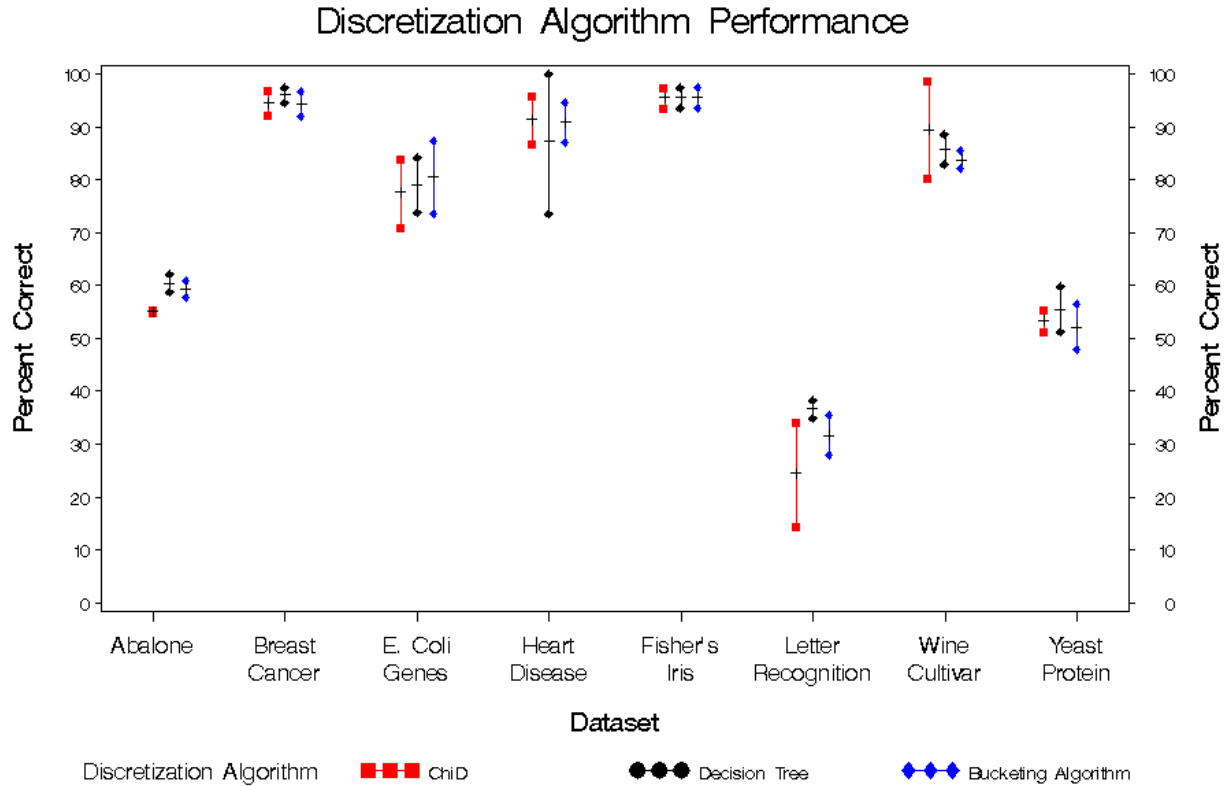 Discretization Algorithm Performance
100
90
80
70
60
50
40
30
20
10
0
Percent Correct
100
90
80
70
60
50
40
30
20
10
0
Percent Correct
Abalone
Breast
Cancer
E. Coli
Genes
Heart
Disease
Fisher's
Iris
Letter
Recognition
Wine
Cultivar
Yeast
Protein
Dataset
Discretization Algorithm ChiD Decision Tree Bucketing Algorithm